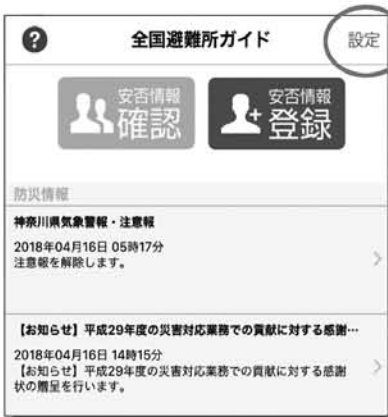 ?
全国避難所ガイド
設定
安否情報
確認
安否情報
登録
防災情報
神奈川県気象警報・注意報
2018年04月16日 05時17分
注意報を解除します。
【お知らせ】平成29年度の災害対応業務での貢献に対する感謝…
2018年04月16日 14時15分
【お知らせ】平成29年度の災害対応業務での貢献に対する感謝
状の贈呈を行います。